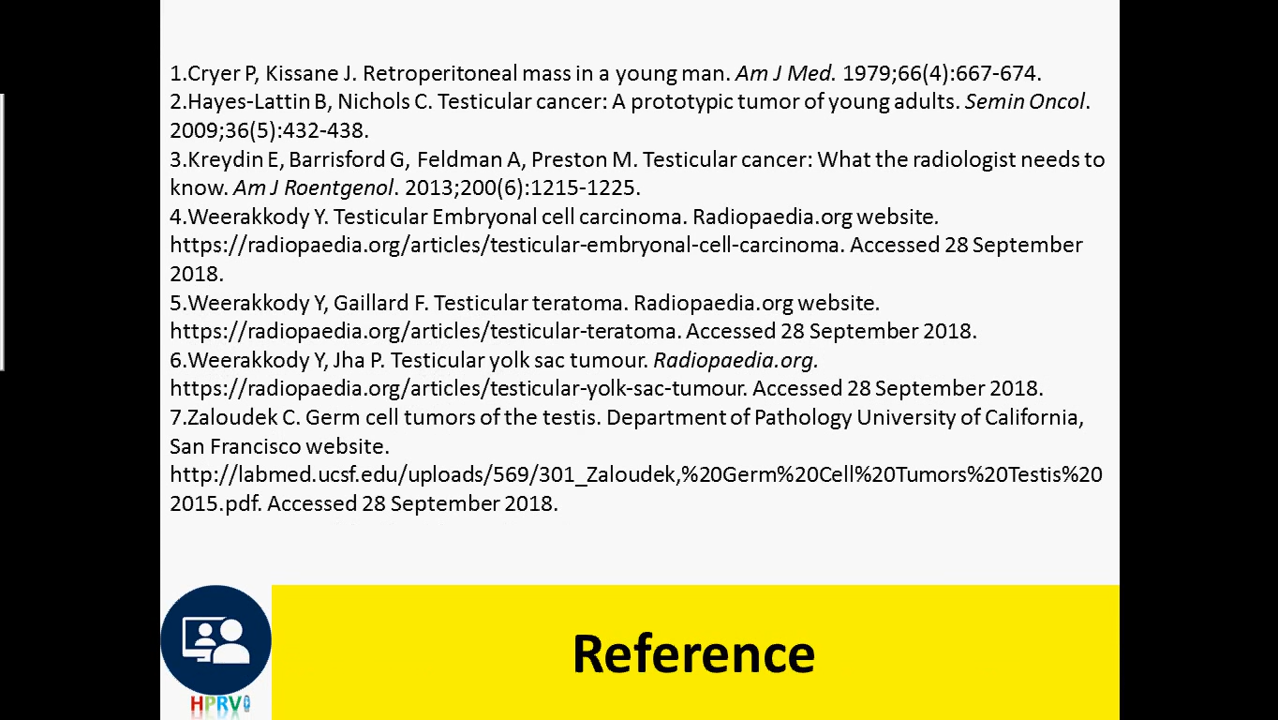 1.Cryer P, Kissane J. Retroperitoneal mass in a young man. Am J Med. 1979;66(4):667-674.
2.Hayes-Lattin B, Nichols C. Testicular cancer: A prototypic tumor of young adults. Semin Oncol.
2009;36(5):432-438.
3.Kreydin E, Barrisford G, Feldman A, Preston M. Testicular cancer: What the radiologist needs to
know. Am J Roentgenol. 2013;200(6):1215-1225.
4.Weerakkody Y. Testicular Embryonal cell carcinoma. Radiopaedia.org website.
https://radiopaedia.org/articles/testicular-embryonal-cell-carcinoma. Accessed 28 September
2018.
5.Weerakkody Y, Gaillard F. Testicular teratoma. Radiopaedia.org website.
https://radiopaedia.org/articles/testicular-teratoma. Accessed 28 September 2018.
6.Weerakkody Y, Jha P. Testicular yolk sac tumour. Radiopaedia.org.
https://radiopaedia.org/articles/testicular-yolk-sac-tumour. Accessed 28 September 2018.
7.Zaloudek C. Germ cell tumors of the testis. Department of Pathology University of California,
San Francisco website.
http://labmed.ucsf.edu/uploads/569/301_Zaloudek,%20Germ%20Cell%20Tumors%20Testis%20
2015.pdf. Accessed 28 September 2018.
Reference
HPRV